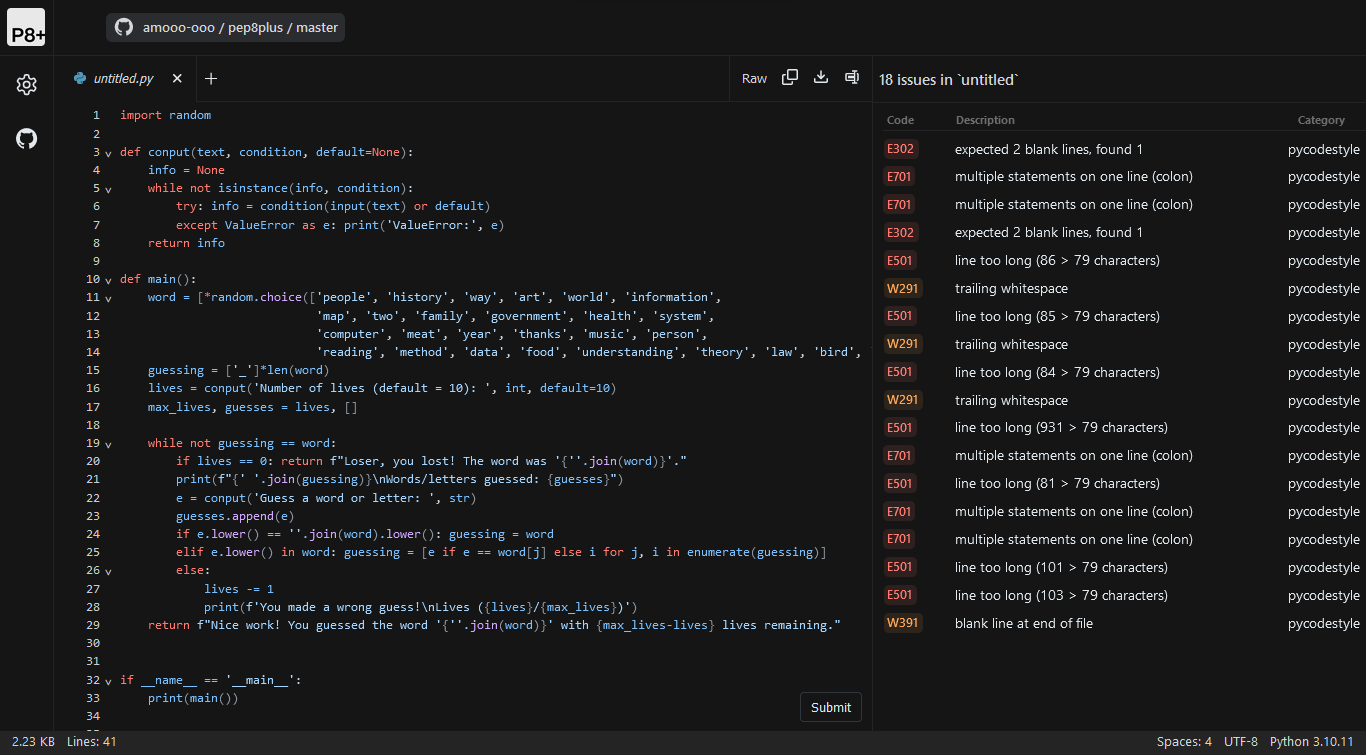 P8+
amooo-ooo / pep8plus / master
untitled.py
Raw
18 issues in `untitled`
1 import random
2
3 def conput(text, condition, default=None):
4     info = None
5     while not isinstance(info, condition):
6         try: info = condition(input(text) or default)
7         except ValueError as e: print('ValueError:', e)
8     return info
9
10 def main():
11     word = [*random.choice(['people', 'history', 'way', 'art', 'world', 'information',
12                             'map', 'two', 'family', 'government', 'health', 'system',
13                             'computer', 'meat', 'year', 'thanks', 'music', 'person',
14                             'reading', 'method', 'data', 'food', 'understanding', 'theory', 'law', 'bird',
15     guessing = ['_']*len(word)
16     lives = conput('Number of lives (default = 10): ', int, default=10)
17     max_lives, guesses = lives, []
18
19     while not guessing == word:
20         if lives == 0: return f"Loser, you lost! The word was '{''.join(word)}'."
21         print(f"{' '.join(guessing)}\nWords/letters guessed: {guesses}")
22         e = conput('Guess a word or letter: ', str)
23         guesses.append(e)
24         if e.lower() == ''.join(word).lower(): guessing = word
25         elif e.lower() in word: guessing = [e if e == word[j] else i for j, i in enumerate(guessing)]
26         else:
27             lives -= 1
28             print(f'You made a wrong guess!\nLives ({lives}/{max_lives})')
29     return f"Nice work! You guessed the word '{''.join(word)}' with {max_lives-lives} lives remaining."
30
31
32 if __name__ == '__main__':
33     print(main())
34
Submit
Code Description Category
E302 expected 2 blank lines, found 1 pycodestyle
E701 multiple statements on one line (colon) pycodestyle
E701 multiple statements on one line (colon) pycodestyle
E302 expected 2 blank lines, found 1 pycodestyle
E501 line too long (86 > 79 characters) pycodestyle
W291 trailing whitespace pycodestyle
E501 line too long (85 > 79 characters) pycodestyle
W291 trailing whitespace pycodestyle
E501 line too long (84 > 79 characters) pycodestyle
W291 trailing whitespace pycodestyle
E501 line too long (931 > 79 characters) pycodestyle
E701 multiple statements on one line (colon) pycodestyle
E501 line too long (81 > 79 characters) pycodestyle
E701 multiple statements on one line (colon) pycodestyle
E701 multiple statements on one line (colon) pycodestyle
E501 line too long (101 > 79 characters) pycodestyle
E501 line too long (103 > 79 characters) pycodestyle
W391 blank line at end of file pycodestyle
2.23 KB Lines: 41 Spaces: 4 UTF-8 Python 3.10.11